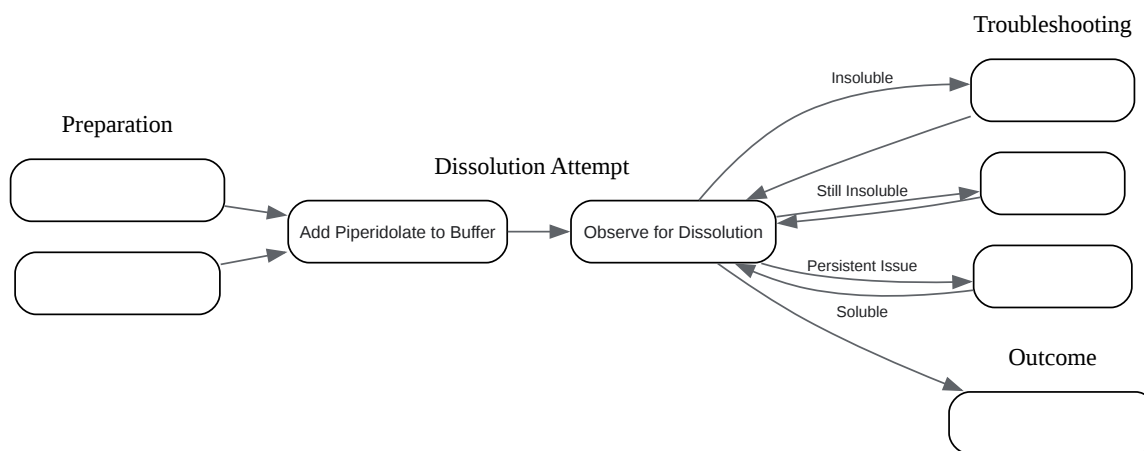 Troubleshooting
Insoluble
Preparation
Dissolution Attempt
Still Insoluble
Add Piperidolate to Buffer
Observe for Dissolution
Persistent Issue
Soluble
Outcome